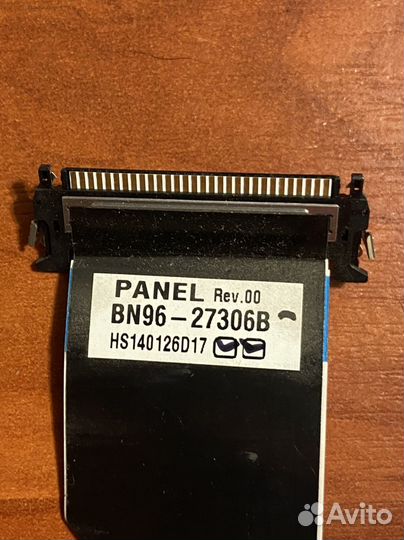 PANEL Rev.00
BN96-27306B
HS140126D17
Avito